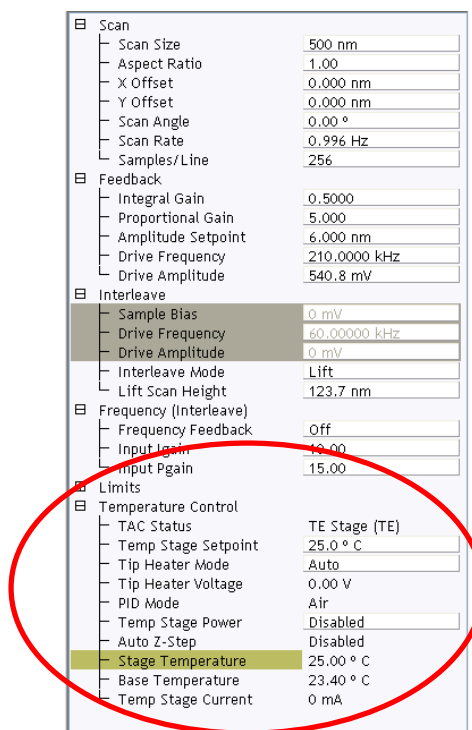 Scan
Scan Size 500 nm
Aspect Ratio 1.00
X Offset 0.000 nm
Y Offset 0.000 nm
Scan Angle 0.00 º
Scan Rate 0.996 Hz
Samples/Line 256
Feedback
Integral Gain 0.5000
Proportional Gain 5.000
Amplitude Setpoint 6.000 nm
Drive Frequency 210.0000 kHz
Drive Amplitude 540.8 mV
Interleave
Sample Bias 0 mV
Drive Frequency 60.00000 kHz
Drive Amplitude 0 mV
Interleave Mode Lift
Lift Scan Height 123.7 nm
Frequency (Interleave)
Frequency Feedback Off
Input Igain 10.00
Input Pgain 15.00
Limits
Temperature Control
TAC Status TE Stage (TE)
Temp Stage Setpoint 25.0 º C
Tip Heater Mode Auto
Tip Heater Voltage 0.00 V
PID Mode Air
Temp Stage Power Disabled
Auto Z-Step Disabled
Stage Temperature 25.00 º C
Base Temperature 23.40 º C
Temp Stage Current 0 mA